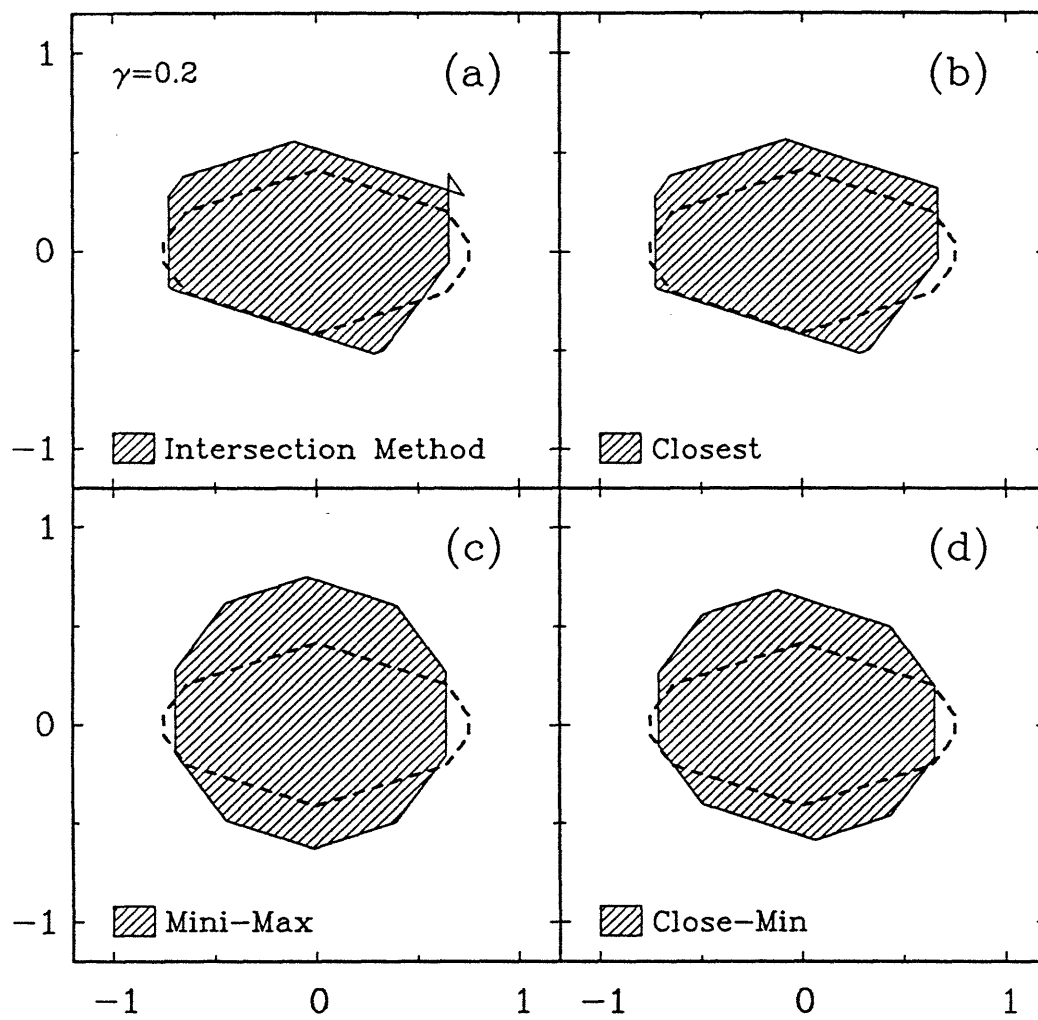 1
γ=0.2
(a)
(b)
0
Intersection Method
Closest
−1
1
(c)
(d)
0
Mini−Max
Close−Min
−1
−1
0
1
−1
0
1